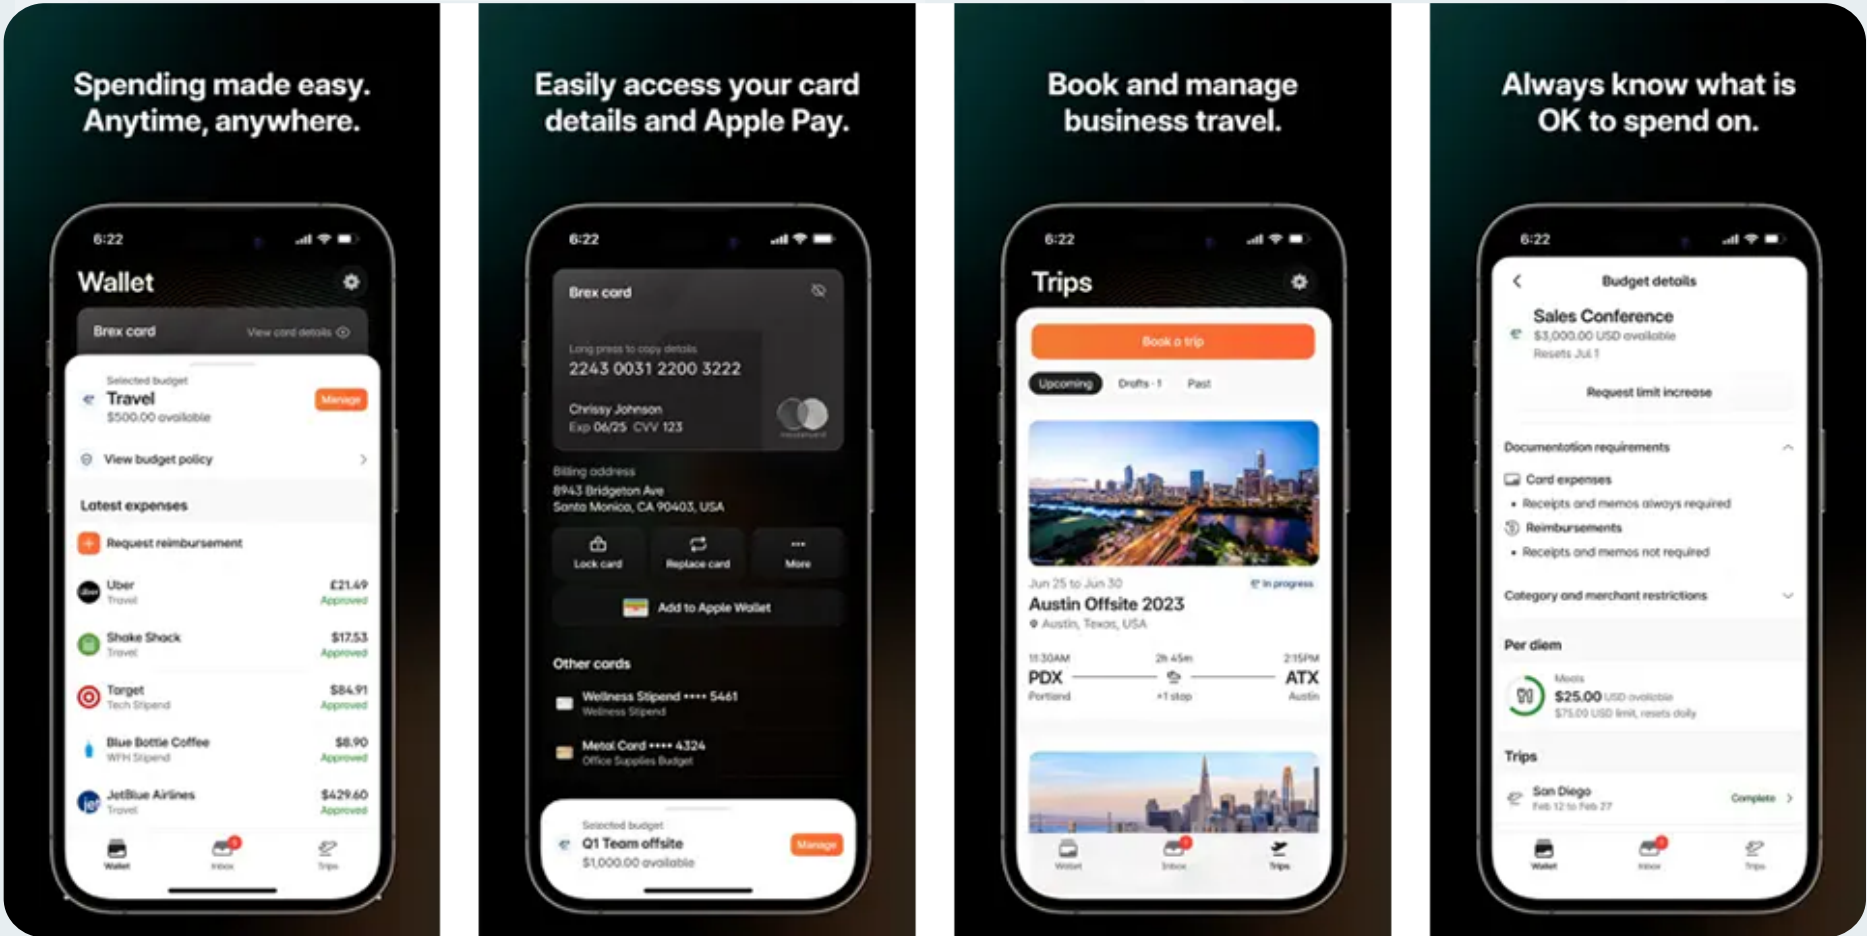 Spending made easy.
Anytime, anywhere.
6:22
Wallet
Brex card
View card details
Selected budget
Travel
Manage
$500.00 available
View budget policy
Latest expenses
Request reimbursement
Uber
£21.49
Travel
Approved
Shake Shack
$17.53
Travel
Approved
Target
$84.91
Tech Stipend
Approved
Blue Bottle Coffee
$8.90
WFH Stipend
Approved
JetBlue Airlines
$429.60
Travel
Approved
Wallet
Inbox
Trips
Easily access your card
details and Apple Pay.
6:22
Brex card
Long press to copy details
2243 0031 2200 3222
Chrissy Johnson
Exp 06/25 CVV 123
mastercard
Billing address
8943 Bridgeton Ave
Santa Monica, CA 90403, USA
Lock card
Replace card
More
Add to Apple Wallet
Other cards
Wellness Stipend •••• 5461
Wellness Stipend
Metal Card •••• 4324
Office Supplies Budget
Selected budget
Q1 Team offsite
Manage
$1,000.00 available
Book and manage
business travel.
6:22
Trips
Book a trip
Upcoming
Drafts · 1
Past
Jun 25 to Jun 30
In progress
Austin Offsite 2023
Austin, Texas, USA
11:30AM
2h 45m
2:15PM
PDX
ATX
Portland
+1 stop
Austin
Wallet
Inbox
Trips
Always know what is
OK to spend on.
6:22
Budget details
Sales Conference
$3,000.00 USD available
Resets Jul 1
Request limit increase
Documentation requirements
Card expenses
• Receipts and memos always required
Reimbursements
• Receipts and memos not required
Category and merchant restrictions
Per diem
Meals
$25.00 USD available
$75.00 USD limit, resets daily
Trips
San Diego
Feb 12 to Feb 27
Complete
Wallet
Inbox
Trips